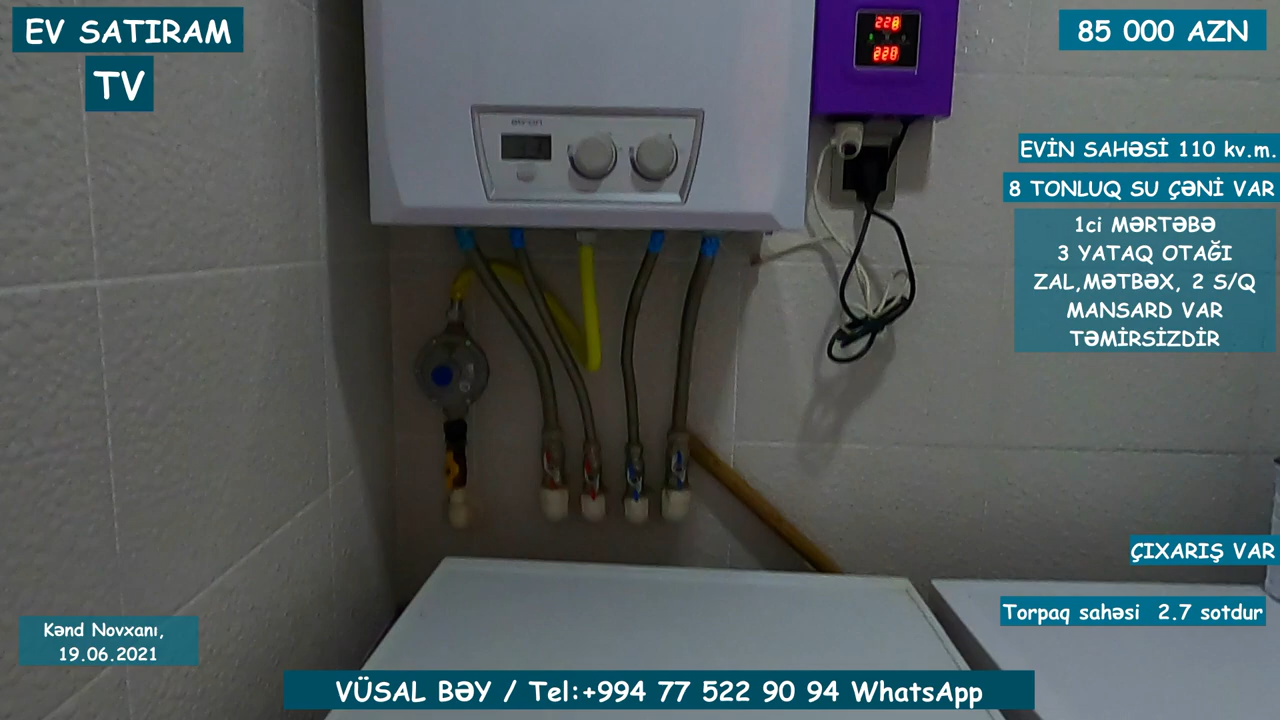 EV SATIRAM
TV
85 000 AZN
228
220
EVİN SAHƏSİ 110 kv.m.
8 TONLUQ SU ÇƏNİ VAR
1ci MƏRTƏBƏ
3 YATAQ OTAĞI
ZAL,MƏTBƏX, 2 S/Q
MANSARD VAR
TƏMİRSİZDİR
ÇIXARIŞ VAR
Torpaq sahəsi 2.7 sotdur
Kənd Novxanı,
19.06.2021
VÜSAL BƏY / Tel:+994 77 522 90 94 WhatsApp